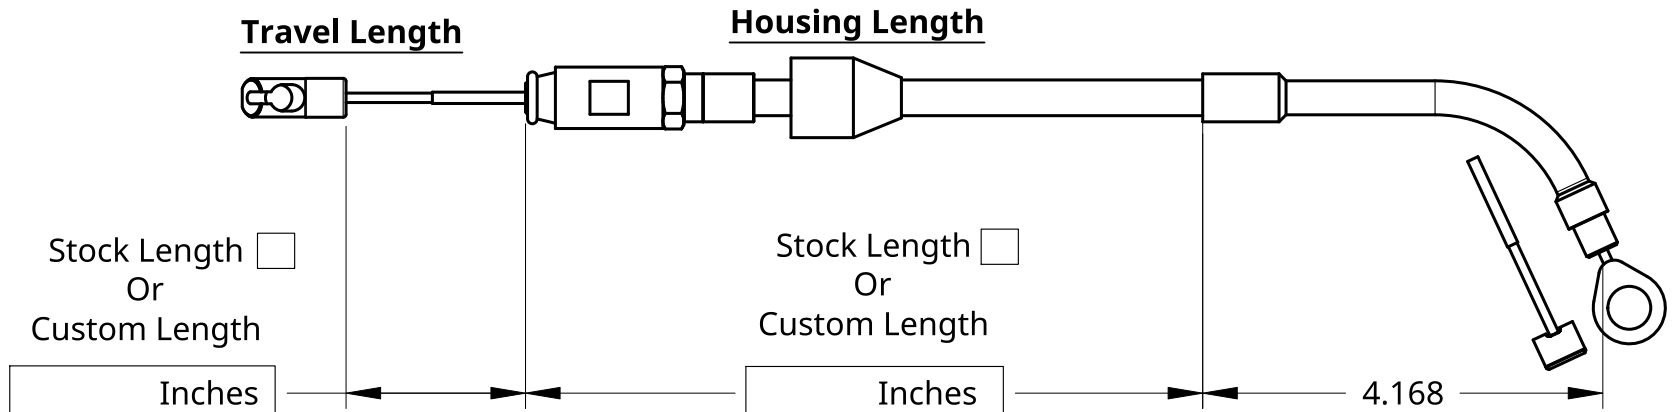 Travel Length
Housing Length
Stock Length
Or
Custom Length
Inches
Stock Length
Or
Custom Length
Inches
4.168